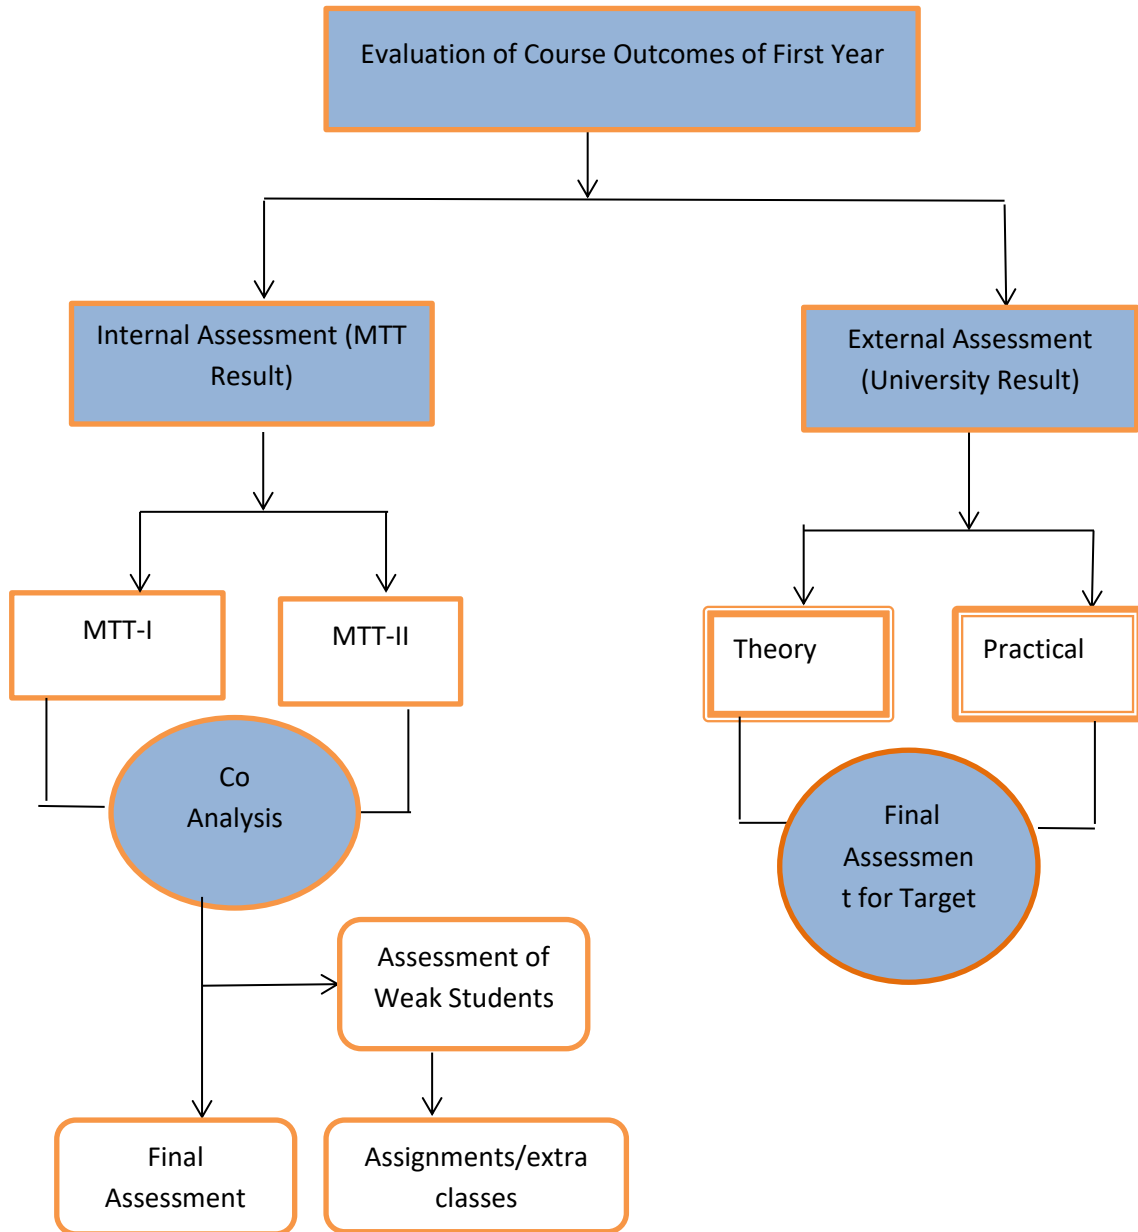 Evaluation of Course Outcomes of First Year
Internal Assessment (MTT
Result)
External Assessment
(University Result)
MTT-I
MTT-II
Theory
Practical
Co
Analysis
Final
Assessmen
t for Target
Assessment of
Weak Students
Final
Assessment
Assignments/extra
classes